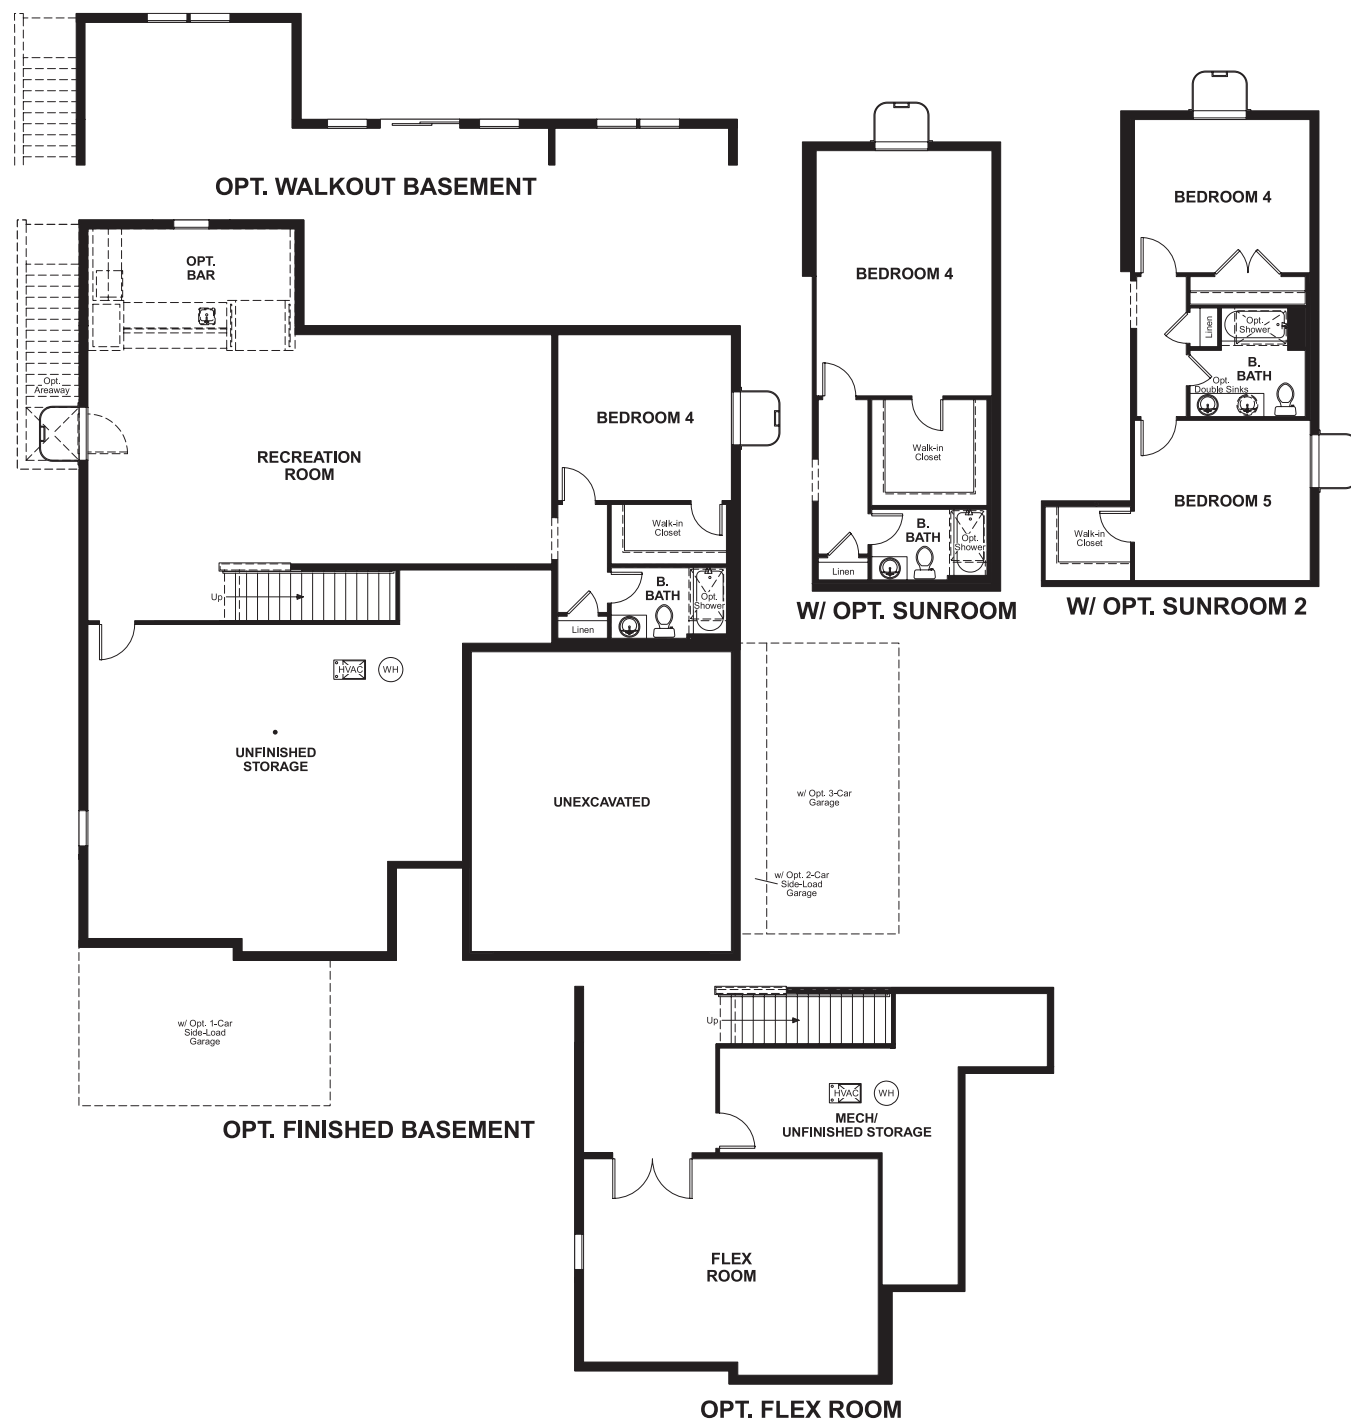 OPT. WALKOUT BASEMENT
OPT.
BAR
Opt.
Areaway
RECREATION
ROOM
BEDROOM 4
Walk-in
Closet
B.
BATH
Opt.
Shower
Linen
Up
HVAC
WH
UNFINISHED
STORAGE
UNEXCAVATED
w/ Opt. 3-Car
Garage
w/ Opt. 2-Car
Side-Load
Garage
w/ Opt. 1-Car
Side-Load
Garage
OPT. FINISHED BASEMENT
BEDROOM 4
Walk-in
Closet
B.
BATH
Opt.
Shower
Linen
W/ OPT. SUNROOM
BEDROOM 4
Linen
Opt.
Shower
B.
BATH
Opt.
Double Sinks
BEDROOM 5
Walk-in
Closet
W/ OPT. SUNROOM 2
Up
HVAC
WH
MECH/
UNFINISHED STORAGE
FLEX
ROOM
OPT. FLEX ROOM